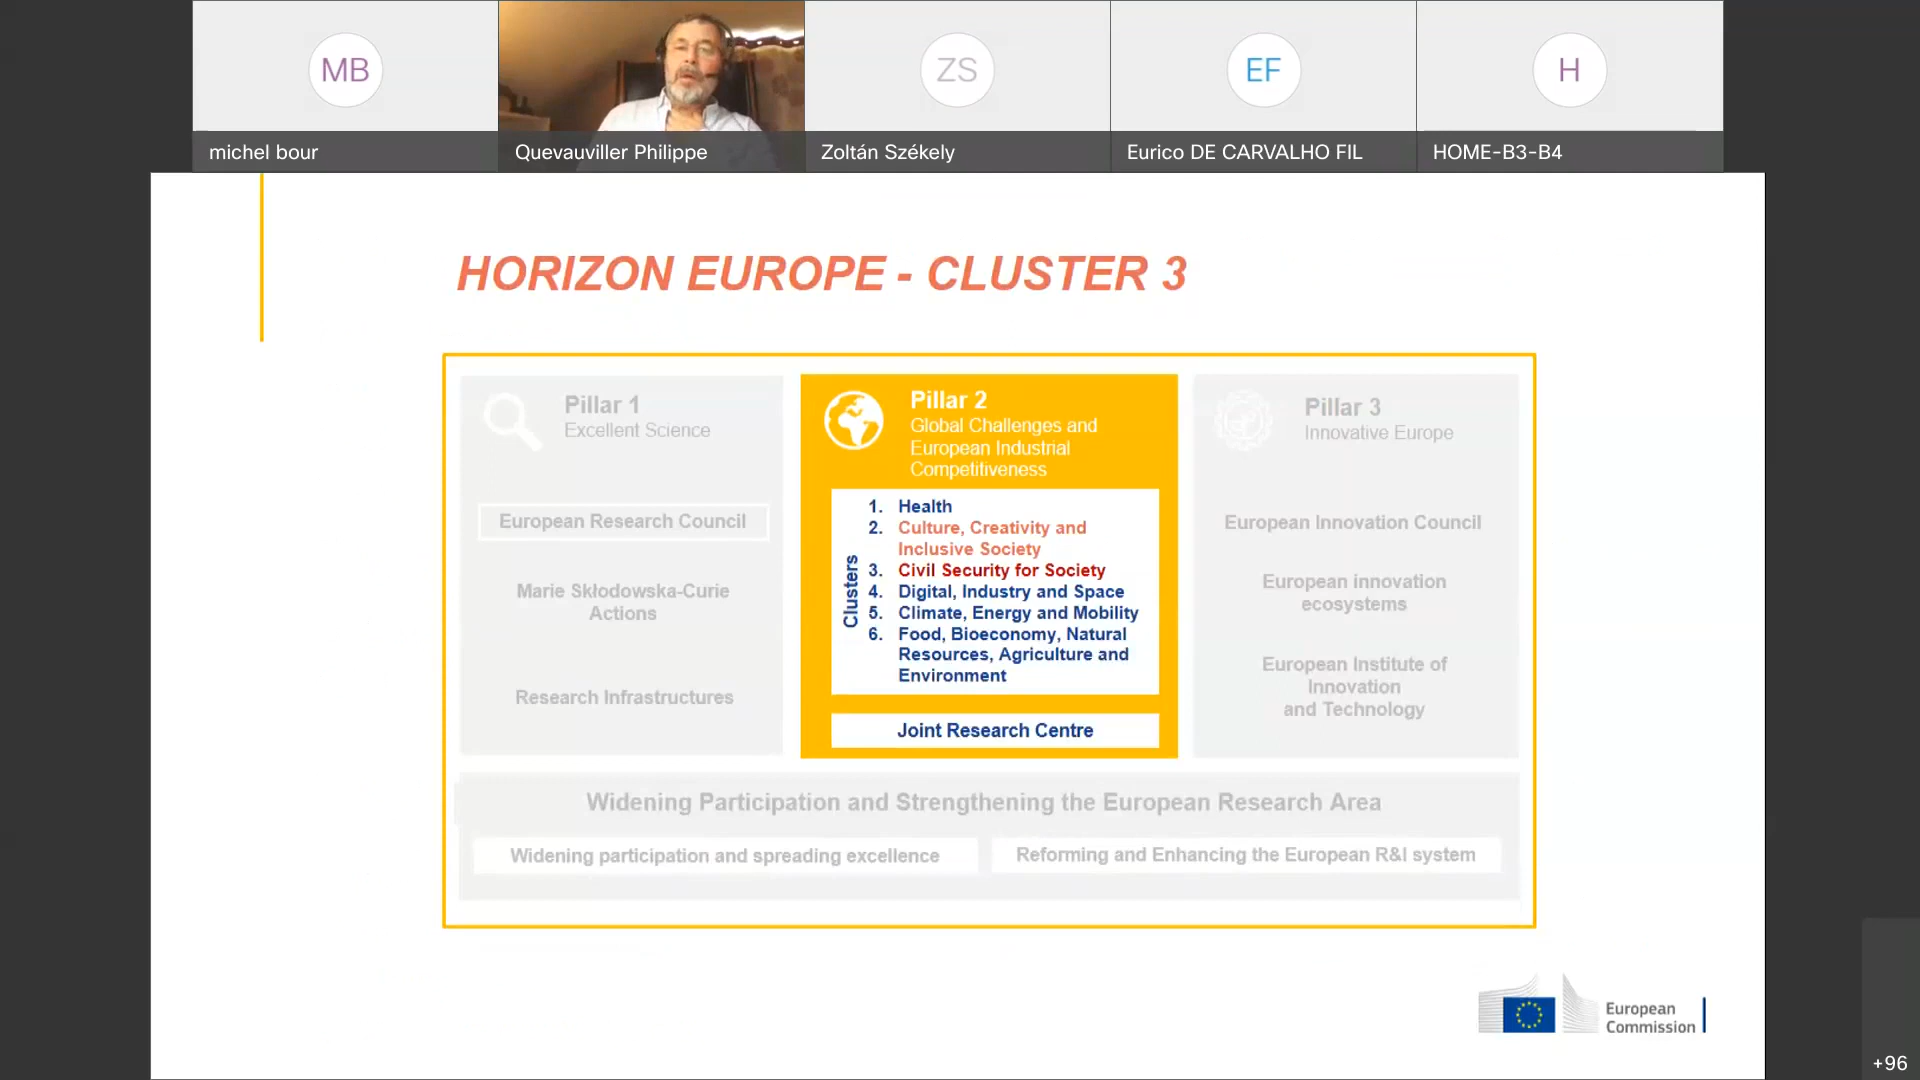 MB
ZS
EF
H
michel bour
Quevauviller Philippe
Zoltán Székely
Eurico DE CARVALHO FIL
HOME-B3-B4
HORIZON EUROPE - CLUSTER 3
Pillar 1
Excellent Science
European Research Council
Marie Skłodowska-Curie
Actions
Research Infrastructures
Pillar 2
Global Challenges and
European Industrial
Competitiveness
Clusters
1. Health
2. Culture, Creativity and
Inclusive Society
3. Civil Security for Society
4. Digital, Industry and Space
5. Climate, Energy and Mobility
6. Food, Bioeconomy, Natural
Resources, Agriculture and
Environment
Joint Research Centre
Pillar 3
Innovative Europe
European Innovation Council
European innovation
ecosystems
European Institute of
Innovation
and Technology
Widening Participation and Strengthening the European Research Area
Widening participation and spreading excellence
Reforming and Enhancing the European R&I system
European
Commission
+96